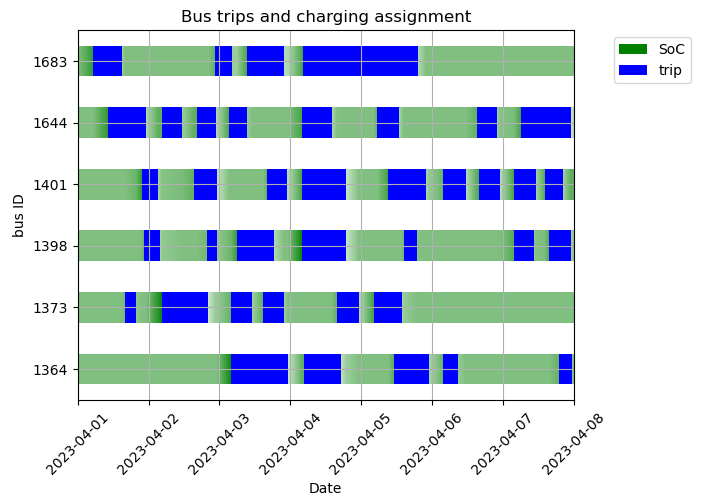 Bus trips and charging assignment
SoC
trip
bus ID
1683
1644
1401
1398
1373
1364
2023-04-01
2023-04-02
2023-04-03
2023-04-04
2023-04-05
2023-04-06
2023-04-07
2023-04-08
Date